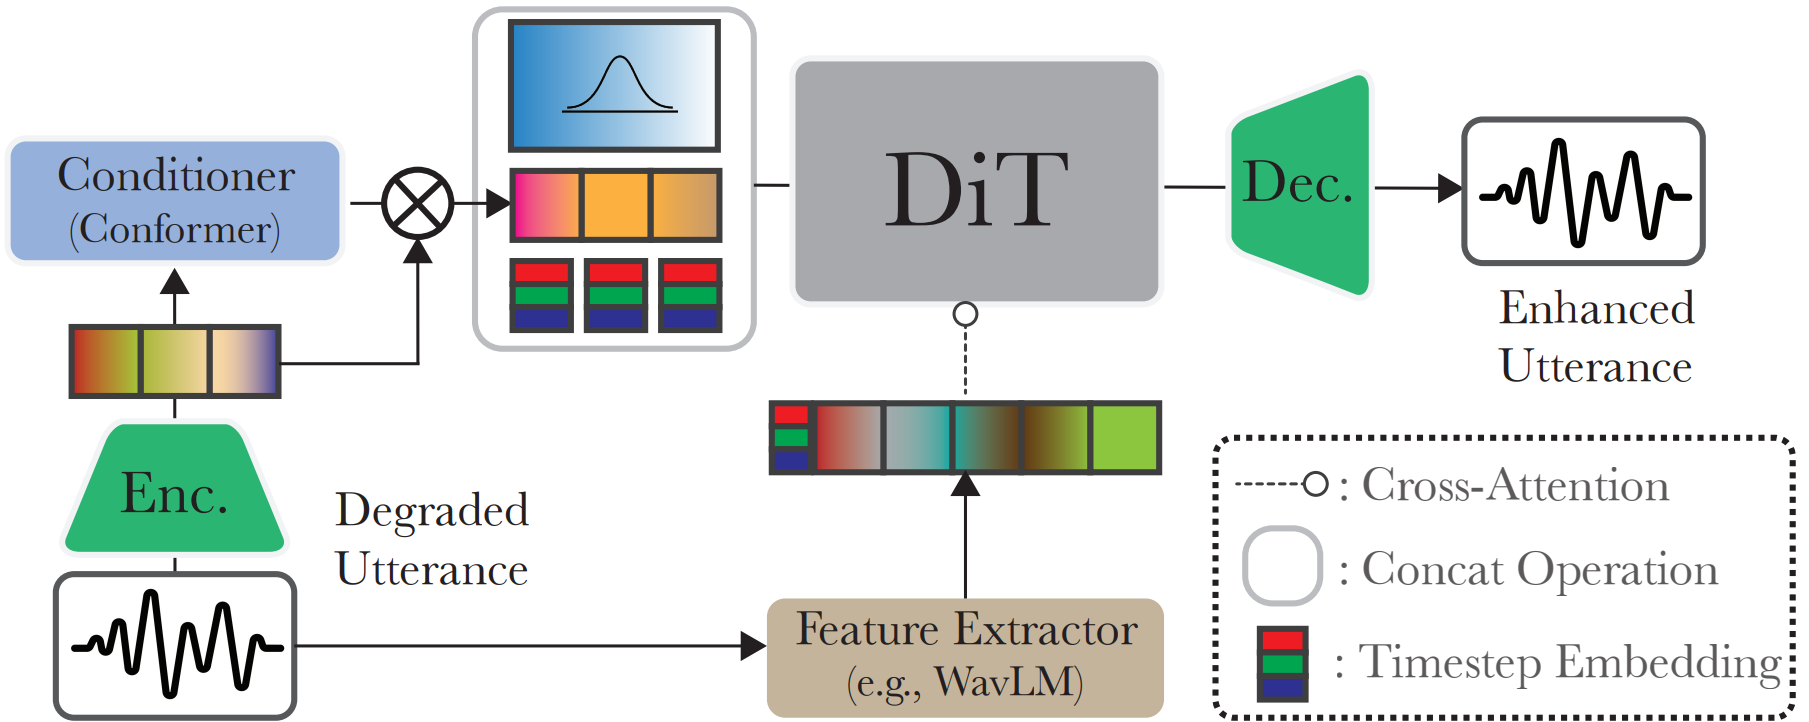 Conditioner
(Conformer)
DiT
Dec.
Enhanced
Utterance
Enc.
Degraded
Utterance
Feature Extractor
(e.g., WavLM)
: Cross-Attention
: Concat Operation
: Timestep Embedding